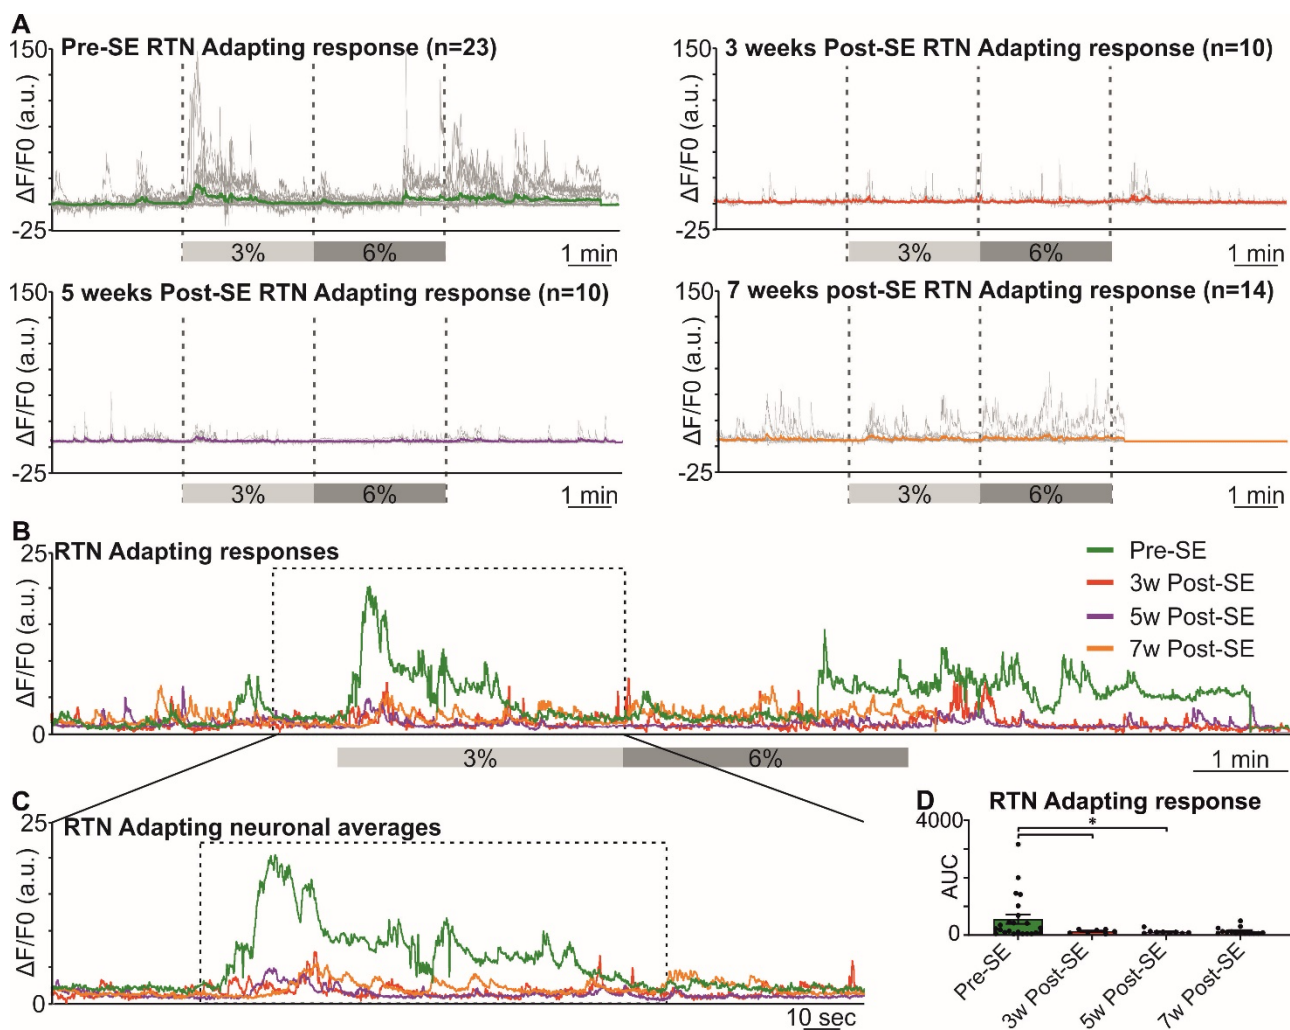 A
Pre-SE RTN Adapting response (n=23)
150
ΔF/F0 (a.u.)
-25
3% 6%
1 min
3 weeks Post-SE RTN Adapting response (n=10)
150
ΔF/F0 (a.u.)
-25
3% 6%
1 min
5 weeks Post-SE RTN Adapting response (n=10)
150
ΔF/F0 (a.u.)
-25
3% 6%
1 min
7 weeks post-SE RTN Adapting response (n=14)
150
ΔF/F0 (a.u.)
-25
3% 6%
1 min
B
RTN Adapting responses
25
ΔF/F0 (a.u.)
0
Pre-SE
3w Post-SE
5w Post-SE
7w Post-SE
3% 6%
1 min
C
RTN Adapting neuronal averages
25
ΔF/F0 (a.u.)
0
10 sec
D
RTN Adapting response
4000
AUC
0
*
Pre-SE
3w Post-SE
5w Post-SE
7w Post-SE